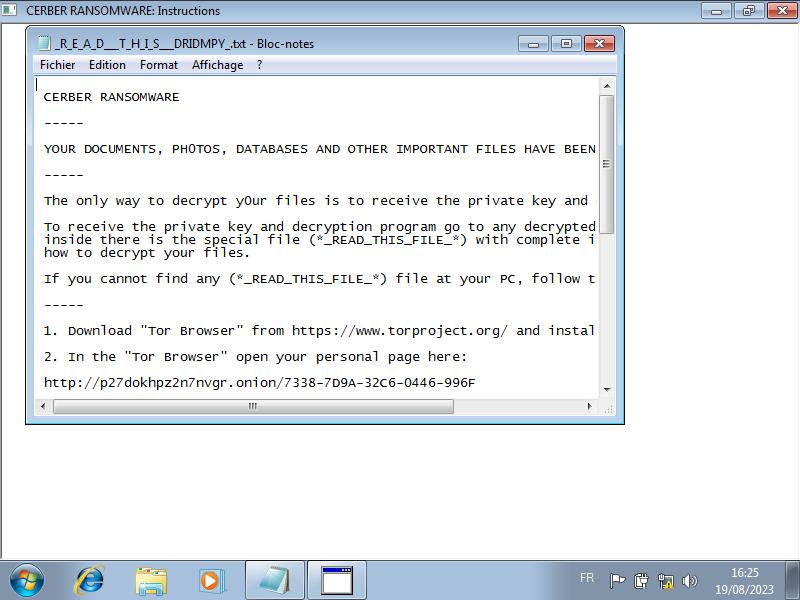 CERBER RANSOMWARE: Instructions
_R_E_A_D___T_H_I_S___DRIDMPY_.txt - Bloc-notes
Fichier Edition Format Affichage ?
CERBER RANSOMWARE
-----
YOUR DOCUMENTS, PH0TOS, DATABASES AND OTHER IMPORTANT FILES HAVE BEEN
-----
The only way to decrypt y0ur files is to receive the private key and
To receive the private key and decryption program go to any decrypted
inside there is the special file (*_READ_THIS_FILE_*) with complete i
how to decrypt your files.
If you cannot find any (*_READ_THIS_FILE_*) file at your PC, follow t
-----
1. Download "Tor Browser" from https://www.torproject.org/ and instal
2. In the "Tor Browser" open your personal page here:
http://p27dokhpz2n7nvgr.onion/7338-7D9A-32C6-0446-996F
FR
16:25
19/08/2023